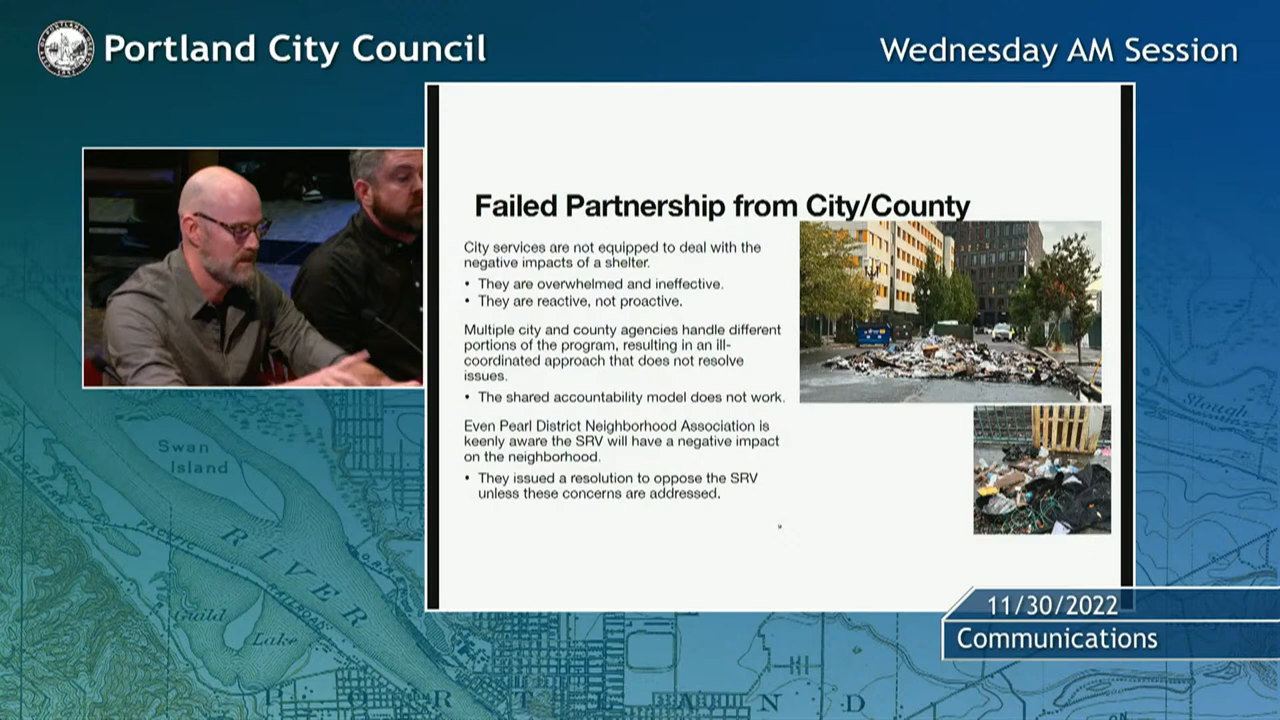 Portland City Council
Wednesday AM Session
Failed Partnership from City/County
City services are not equipped to deal with the
negative impacts of a shelter.
• They are overwhelmed and ineffective.
• They are reactive, not proactive.
Multiple city and county agencies handle different
portions of the program, resulting in an ill-
coordinated approach that does not resolve
issues.
• The shared accountability model does not work.
Even Pearl District Neighborhood Association is
keenly aware the SRV will have a negative impact
on the neighborhood.
• They issued a resolution to oppose the SRV
unless these concerns are addressed.
11/30/2022
Communications
Swan
Island
RIVER
PACIFIC
RAILROAD
Guild
Lake
Slough